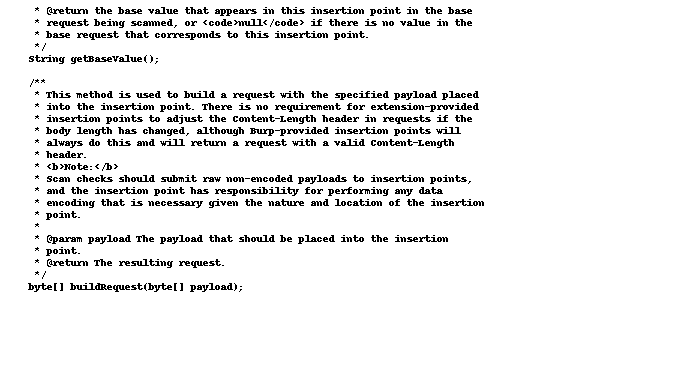 * @return the base value that appears in this insertion point in the base
* request being scanned, or <code>null</code> if there is no value in the
* base request that corresponds to this insertion point.
*/
String getBaseValue();
/**
* This method is used to build a request with the specified payload placed
* into the insertion point. There is no requirement for extension-provided
* insertion points to adjust the Content-Length header in requests if the
* body length has changed, although Burp-provided insertion points will
* always do this and will return a request with a valid Content-Length
* header.
* <b>Note:</b>
* Scan checks should submit raw non-encoded payloads to insertion points,
* and the insertion point has responsibility for performing any data
* encoding that is necessary given the nature and location of the insertion
* point.
*
* @param payload The payload that should be placed into the insertion
* point.
* @return The resulting request.
*/
byte[] buildRequest(byte[] payload);